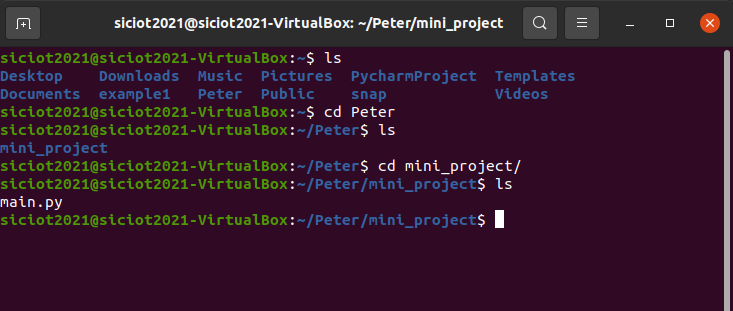 siciot2021@siciot2021-VirtualBox: ~/Peter/mini_project
siciot2021@siciot2021-VirtualBox:~$ ls
Desktop    Downloads  Music  Pictures  PycharmProject  Templates
Documents  example1   Peter  Public    snap            Videos
siciot2021@siciot2021-VirtualBox:~$ cd Peter
siciot2021@siciot2021-VirtualBox:~/Peter$ ls
mini_project
siciot2021@siciot2021-VirtualBox:~/Peter$ cd mini_project/
siciot2021@siciot2021-VirtualBox:~/Peter/mini_project$ ls
main.py
siciot2021@siciot2021-VirtualBox:~/Peter/mini_project$